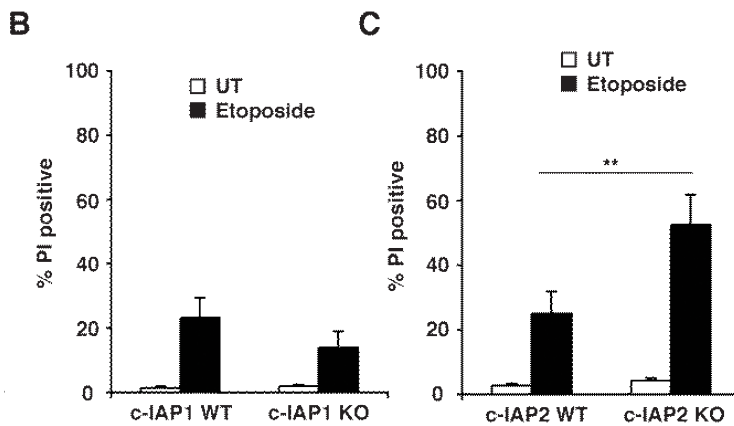 B
UT
Etoposide
% PI positive
100
80
60
40
20
0
c-IAP1 WT
c-IAP1 KO
C
UT
Etoposide
**
% PI positive
100
80
60
40
20
0
c-IAP2 WT
c-IAP2 KO